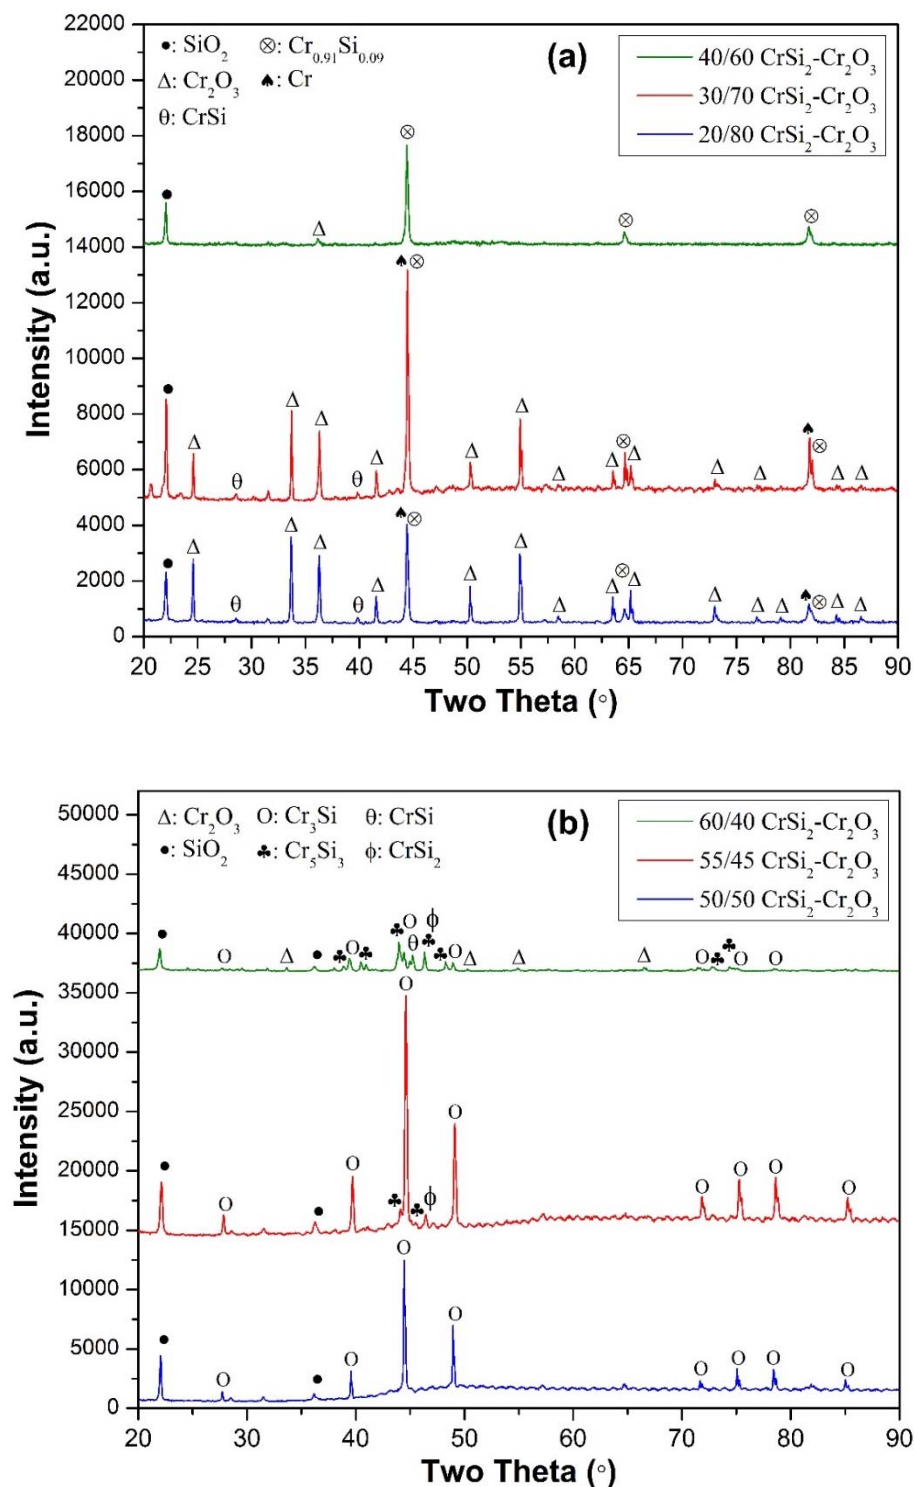 22000
20000
18000
16000
14000
12000
10000
8000
6000
4000
2000
0
Intensity (a.u.)
●: SiO₂ ⊗: Cr₀.₉₁Si₀.₀₉
Δ: Cr₂O₃ ♠: Cr
θ: CrSi
(a)
40/60 CrSi₂-Cr₂O₃
30/70 CrSi₂-Cr₂O₃
20/80 CrSi₂-Cr₂O₃
20 25 30 35 40 45 50 55 60 65 70 75 80 85 90
Two Theta (°)
50000
45000
40000
35000
30000
25000
20000
15000
10000
5000
0
Intensity (a.u.)
Δ: Cr₂O₃ O: Cr₃Si θ: CrSi
●: SiO₂ ♣: Cr₅Si₃ ϕ: CrSi₂
(b)
60/40 CrSi₂-Cr₂O₃
55/45 CrSi₂-Cr₂O₃
50/50 CrSi₂-Cr₂O₃
20 30 40 50 60 70 80 90
Two Theta (°)